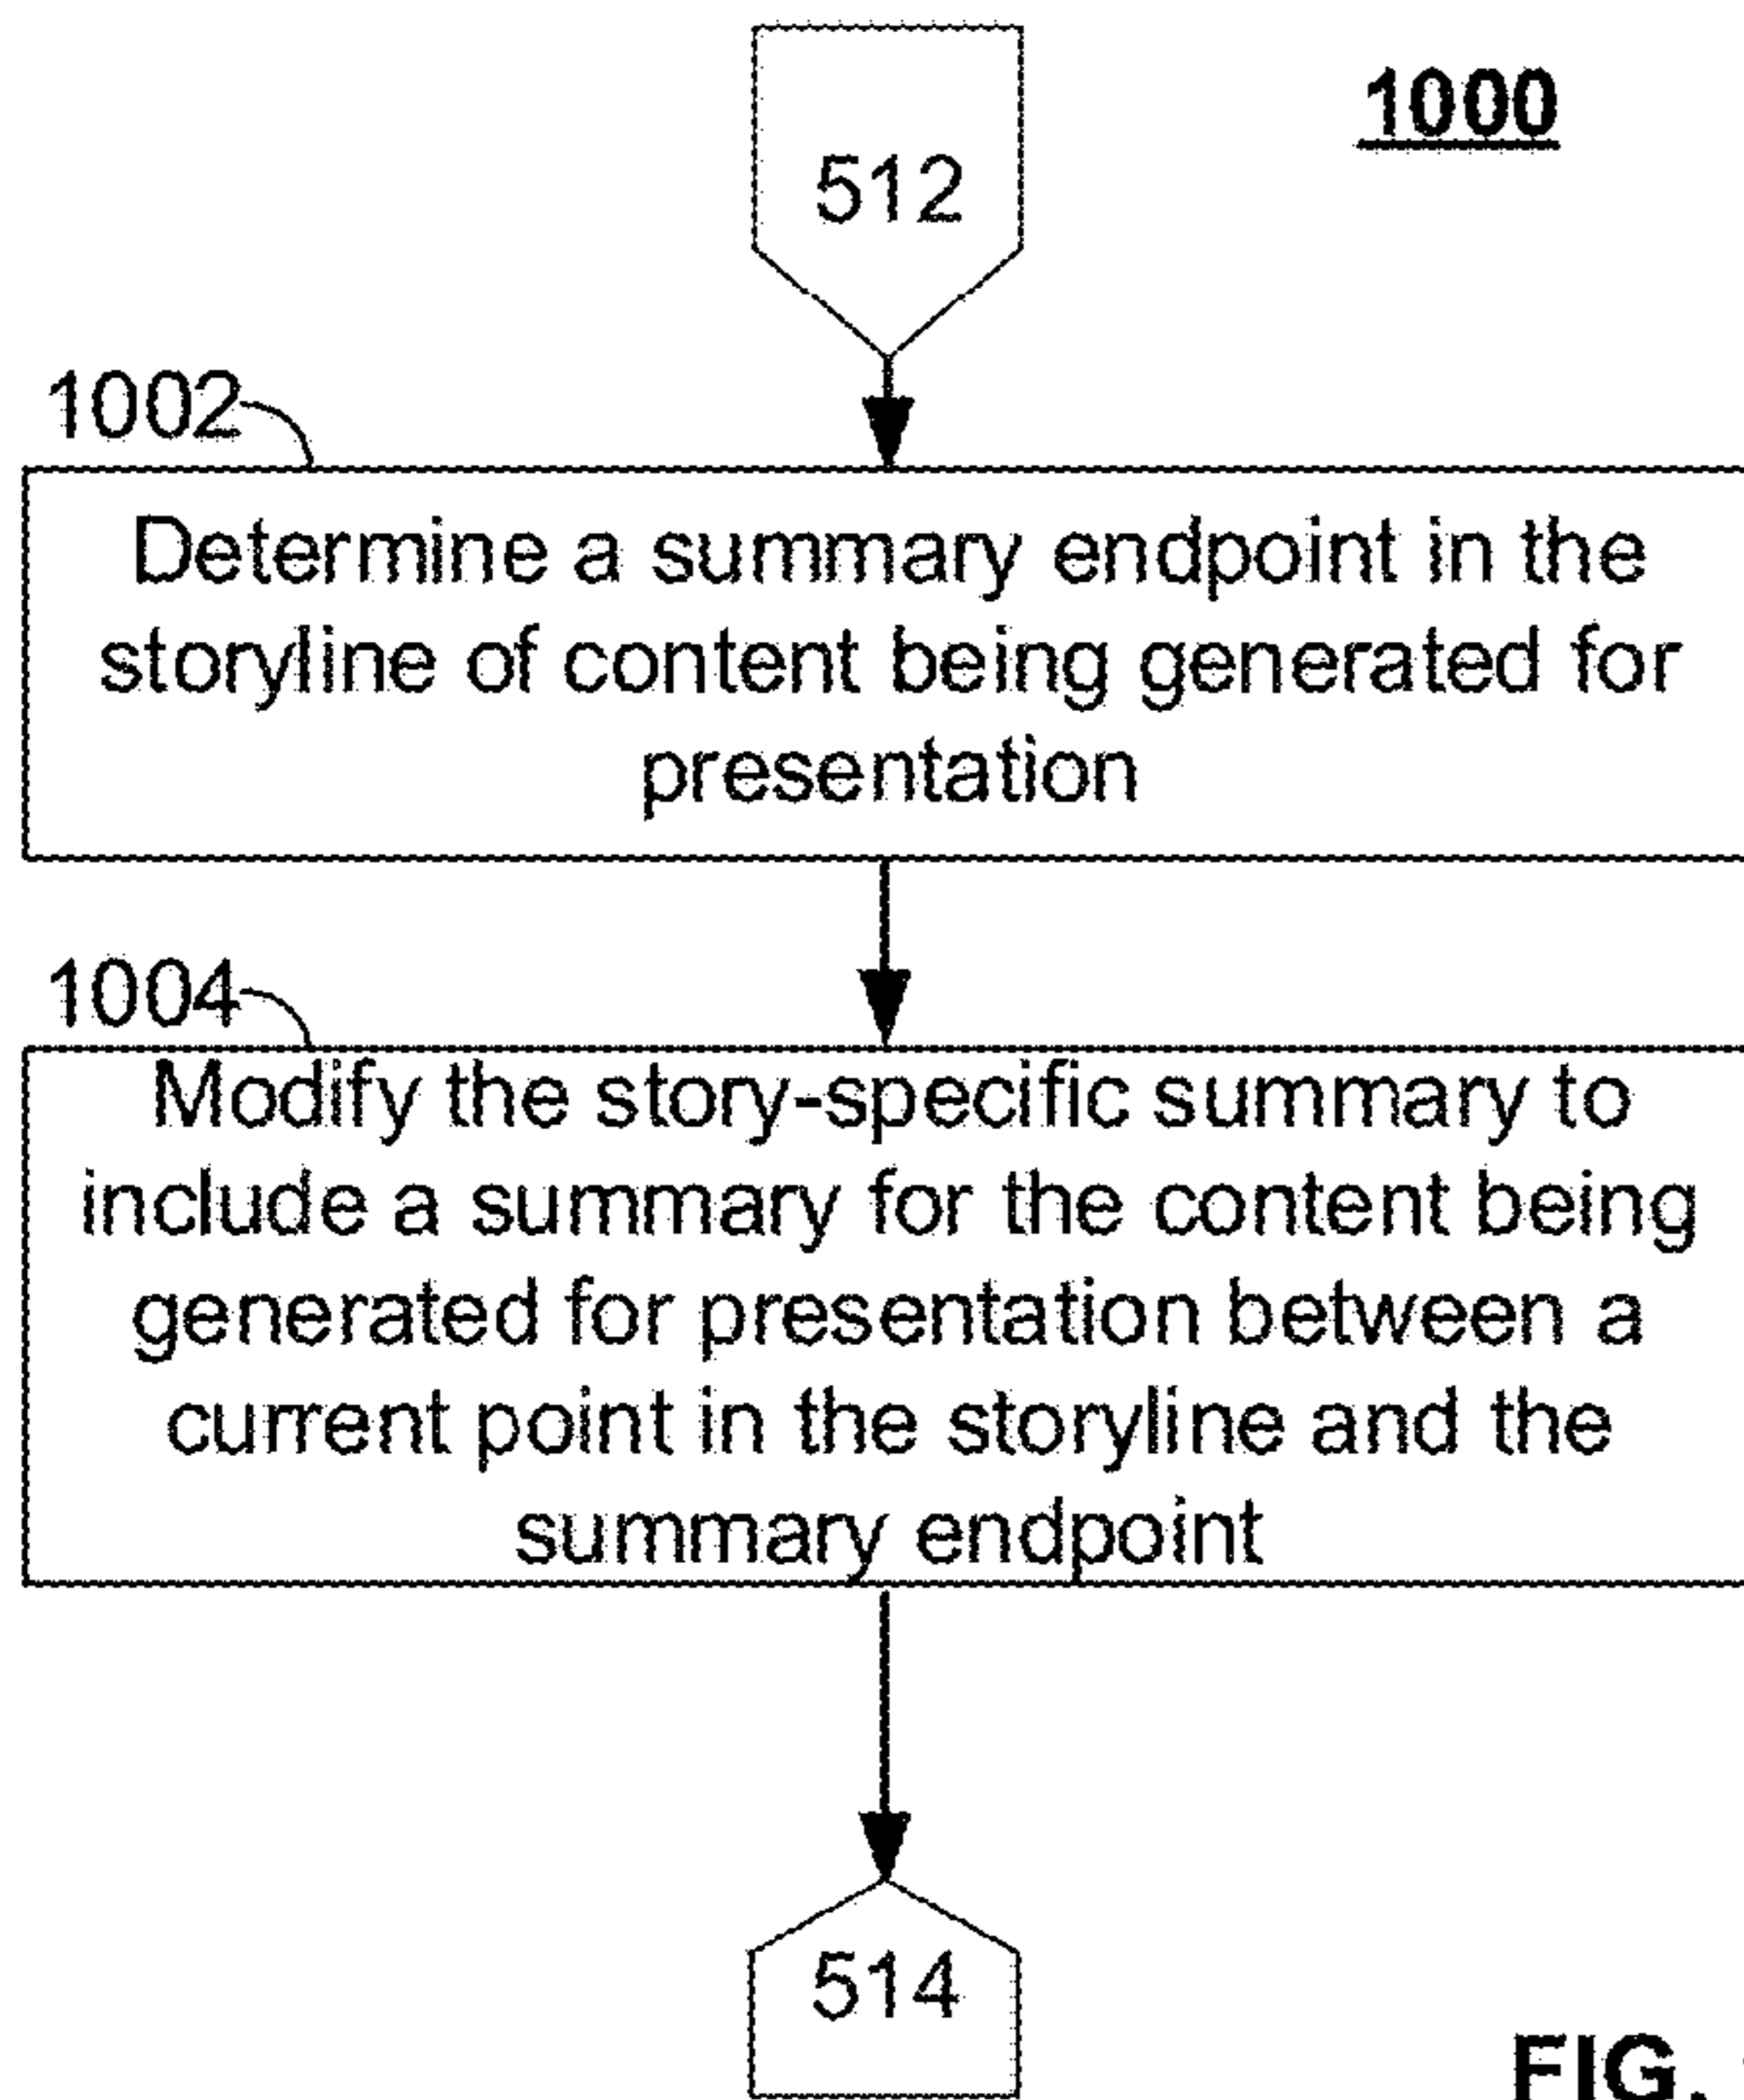 1000
512
1002
Determine a summary endpoint in the
storyline of content being generated for
presentation
1004
Modify the story-specific summary to
include a summary for the content being
generated for presentation between a
current point in the storyline and the
summary endpoint
514
FIG.